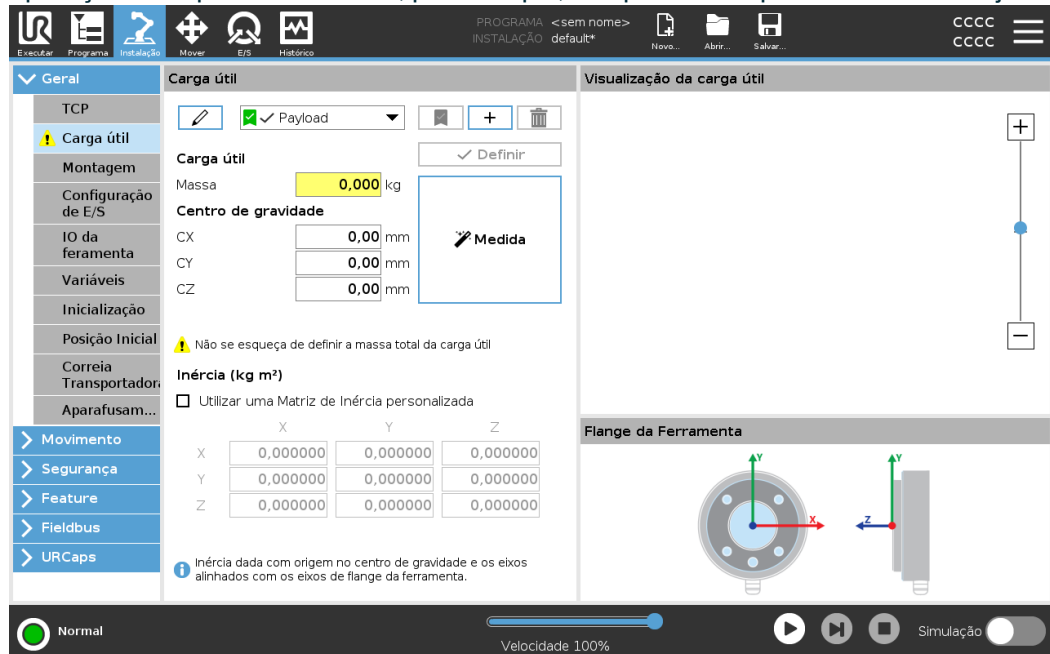 PROGRAMA <sem nome>
INSTALAÇÃO default*
CCCC
CCCC
Executar Programa Instalação Mover E/S Histórico Novo... Abrir... Salvar...
Geral
TCP
Carga útil
Montagem
Configuração
de E/S
IO da
feramenta
Variáveis
Inicialização
Posição Inicial
Correia
Transportadora
Aparafusam...
Movimento
Segurança
Feature
Fieldbus
URCaps
Carga útil
Payload
Definir
Carga útil
Massa 0,000 kg
Centro de gravidade
CX 0,00 mm
CY 0,00 mm
CZ 0,00 mm
Medida
Não se esqueça de definir a massa total da carga útil
Inércia (kg m²)
Utilizar uma Matriz de Inércia personalizada
X Y Z
X 0,000000 0,000000 0,000000
Y 0,000000 0,000000 0,000000
Z 0,000000 0,000000 0,000000
Inércia dada com origem no centro de gravidade e os eixos
alinhados com os eixos de flange da ferramenta.
Visualização da carga útil
Flange da Ferramenta
Y Y
X Z
Normal
Velocidade 100%
Simulação